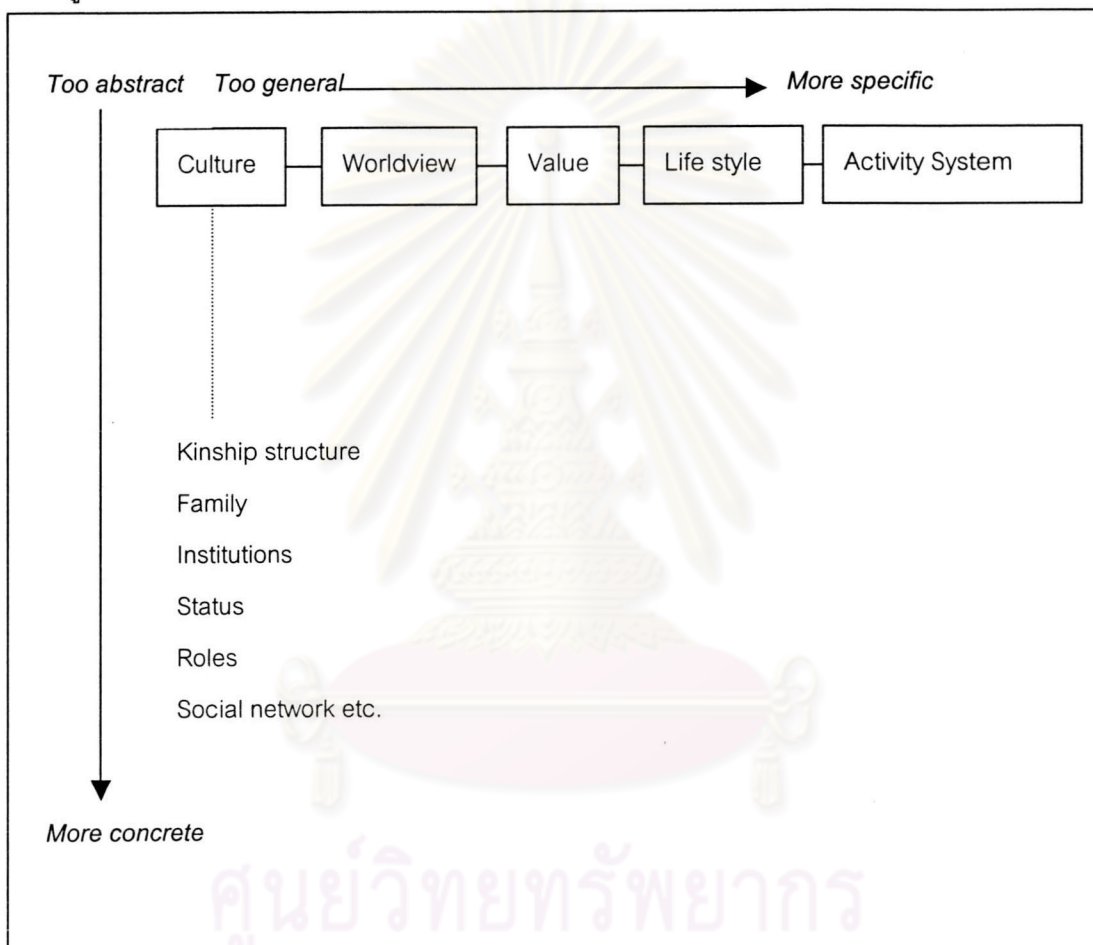 Too abstract Too general More specific
Culture Worldview Value Life style Activity System
Kinship structure
Family
Institutions
Status
Roles
Social network etc.
More concrete
ศูนย์วิทยทรัพยากร